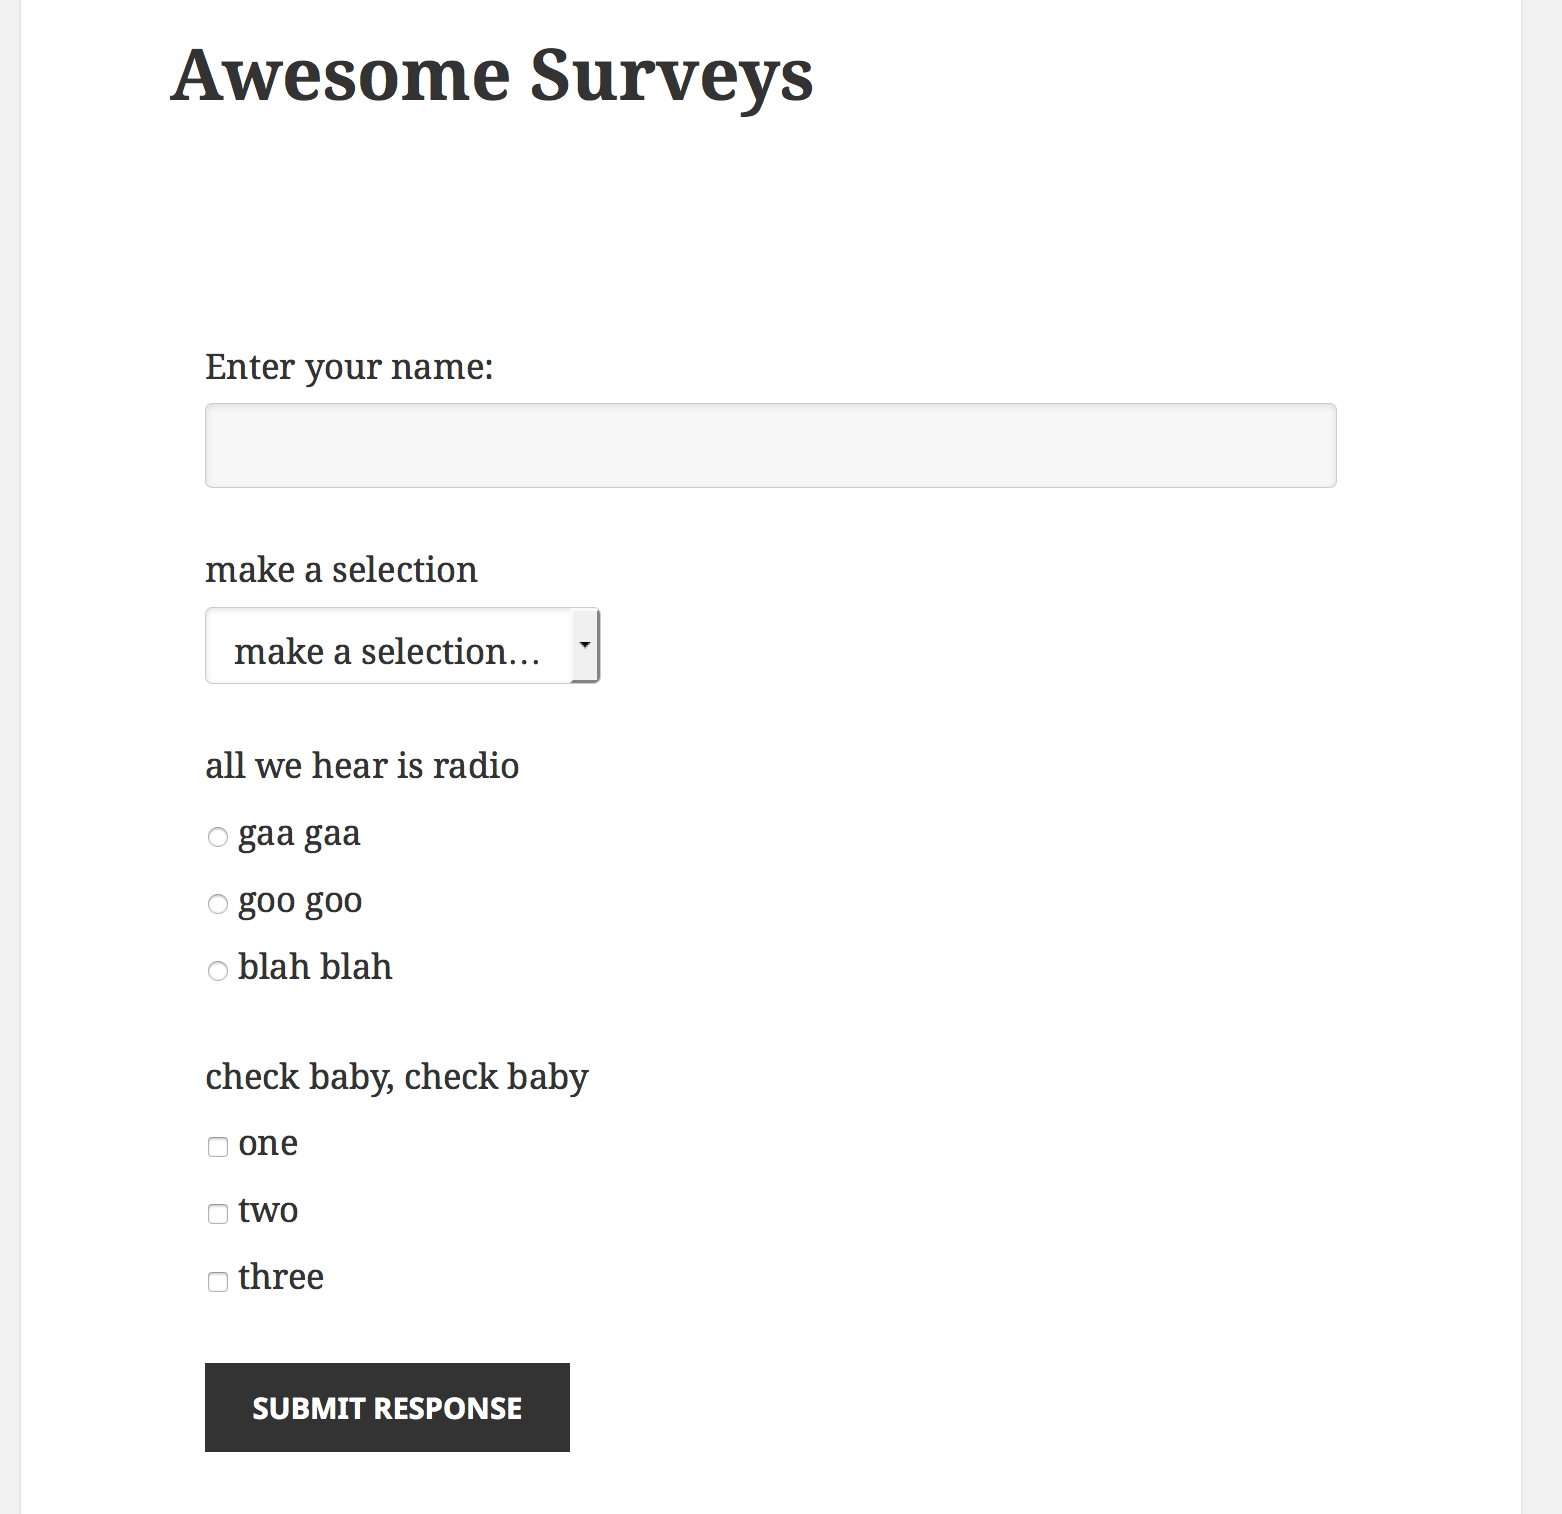 Awesome Surveys
Enter your name:
make a selection
make a selection...
all we hear is radio
gaa gaa
goo goo
blah blah
check baby, check baby
one
two
three
SUBMIT RESPONSE